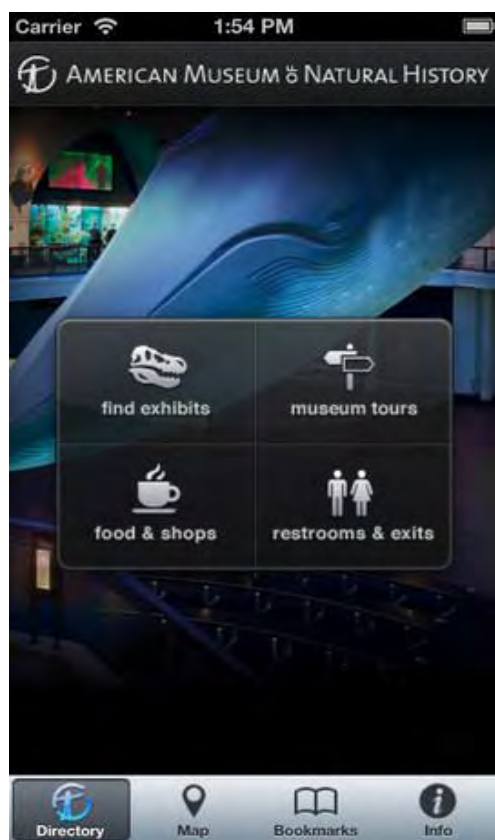 Carrier 1:54 PM
AMERICAN MUSEUM ö NATURAL HISTORY
find exhibits museum tours
food & shops restrooms & exits
Directory Map Bookmarks Info